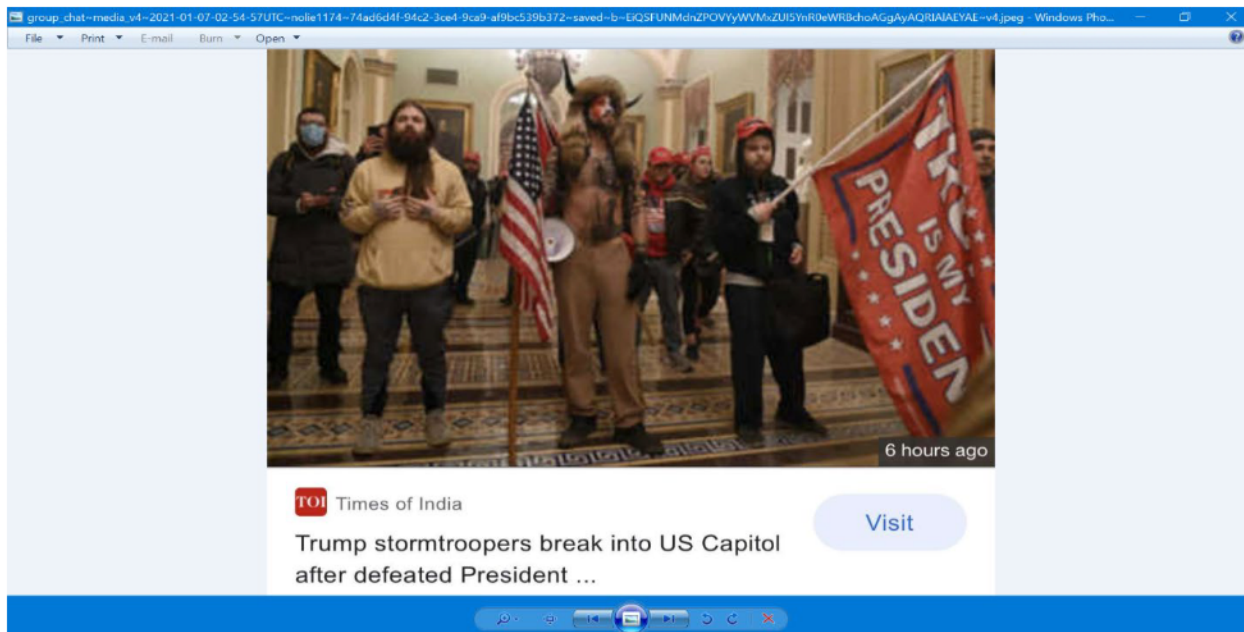 group_chat~media_v4~2021-01-07-02-54-57UTC~nolie1174~74ad6d4f-94c2-3ce4-9ca9-af9bc539b372~saved~b~EiQSFUNMdnZPOVYyWVMxZUI5YnR0eWRBchoAGgAyAQRIAlAEYAE~v4.jpeg - Windows Pho...
File Print E-mail Burn Open
IS MY
PRESIDEN
6 hours ago
TOI Times of India
Visit
Trump stormtroopers break into US Capitol
after defeated President ...